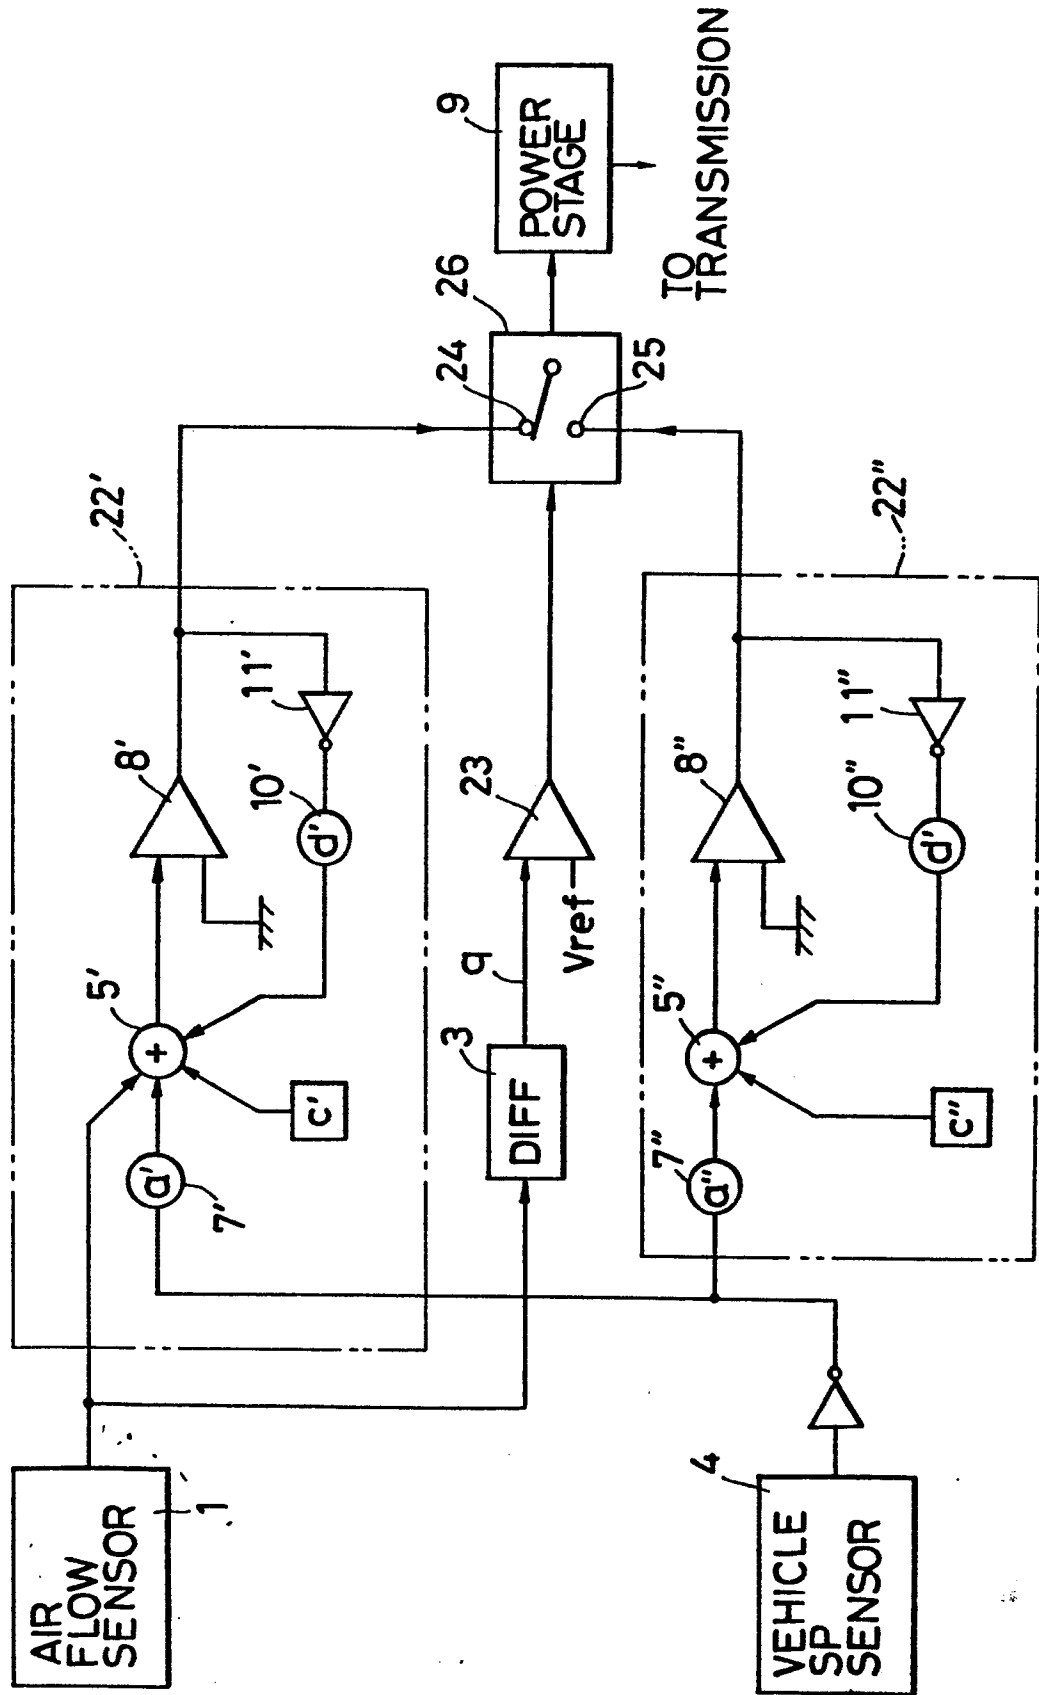 AIR
FLOW
SENSOR
1
22'
5'
8'
a'
7'
c'
10'
d'
11'
DIFF
3
q
23
Vref
24
26
25
9
POWER
STAGE
TO
TRANSMISSION
VEHICLE
SP
SENSOR
4
22"
5"
8"
a"
7"
c"
10"
d'
11"